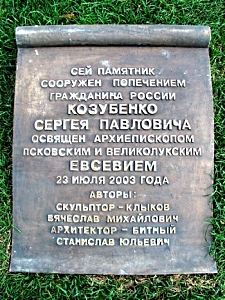 СЕЙ ПАМЯТНИК
СООРУЖЕН ПОПЕЧЕНИЕМ
ГРАЖДАНИНА РОССИИ
КОЗУБЕНКО
СЕРГЕЯ ПАВЛОВИЧА
ОСВЯЩЕН АРХИЕПИСКОПОМ
ПСКОВСКИМ И ВЕЛИКОЛУКСКИМ
ЕВСЕВИЕМ
23 ИЮЛЯ 2003 ГОДА
АВТОРЫ:
СКУЛЬПТОР – КЛЫКОВ
ВЯЧЕСЛАВ МИХАЙЛОВИЧ
АРХИТЕКТОР – БИТНЫЙ
СТАНИСЛАВ ЮЛЬЕВИЧ